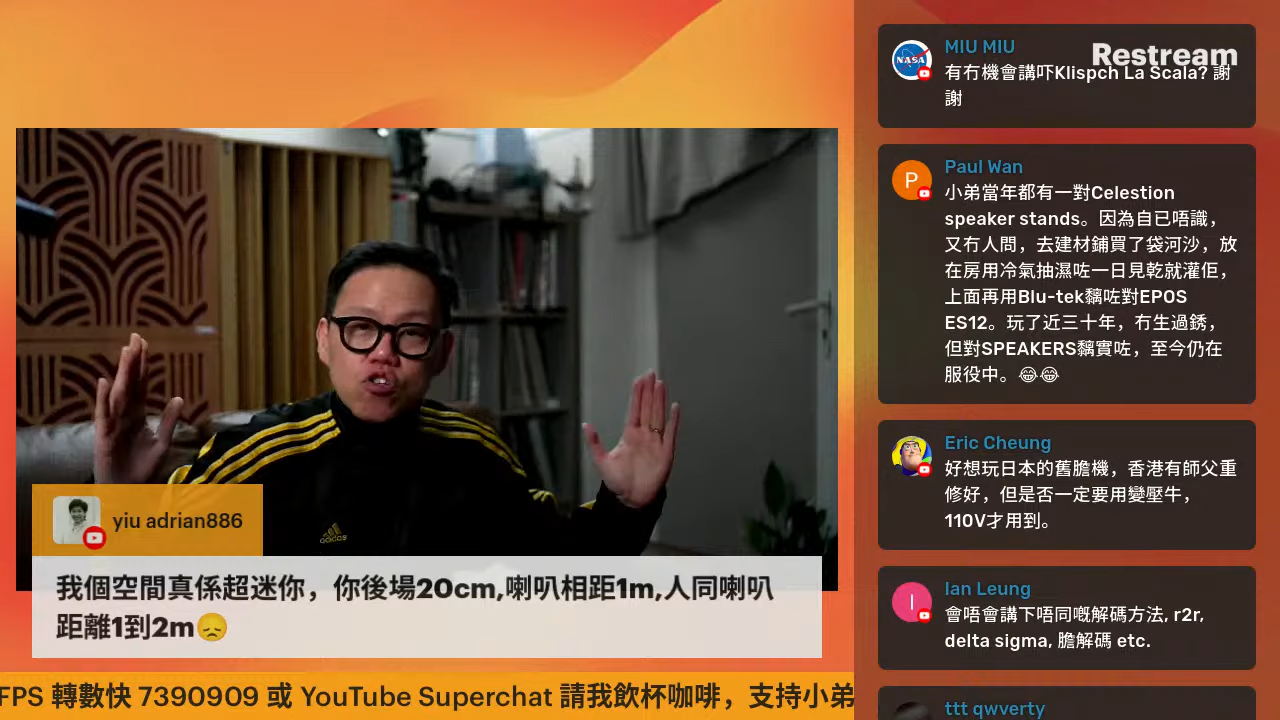 MIU MIU
Restream
有冇機會講吓Klispch La Scala? 謝
謝
NASA
P
Paul Wan
小弟當年都有一對Celestion
speaker stands。因為自已唔識，
又冇人問，去建材鋪買了袋河沙，放
在房用冷氣抽濕咗一日見乾就灌佢，
上面再用Blu-tek黐咗對EPOS
ES12。玩了近三十年，冇生過銹，
但對SPEAKERS黐實咗，至今仍在
服役中。😂😂
Eric Cheung
好想玩日本的舊膽機，香港有師父重
修好，但是否一定要用變壓牛，
110V才用到。
I
Ian Leung
會唔會講下唔同嘅解碼方法, r2r,
delta sigma, 膽解碼 etc.
ttt qwverty
adidas
yiu adrian886
我個空間真係超迷你，你後場20cm,喇叭相距1m,人同喇叭
距離1到2m😞
FPS 轉數快 7390909 或 YouTube Superchat 請我飲杯咖啡，支持小弟